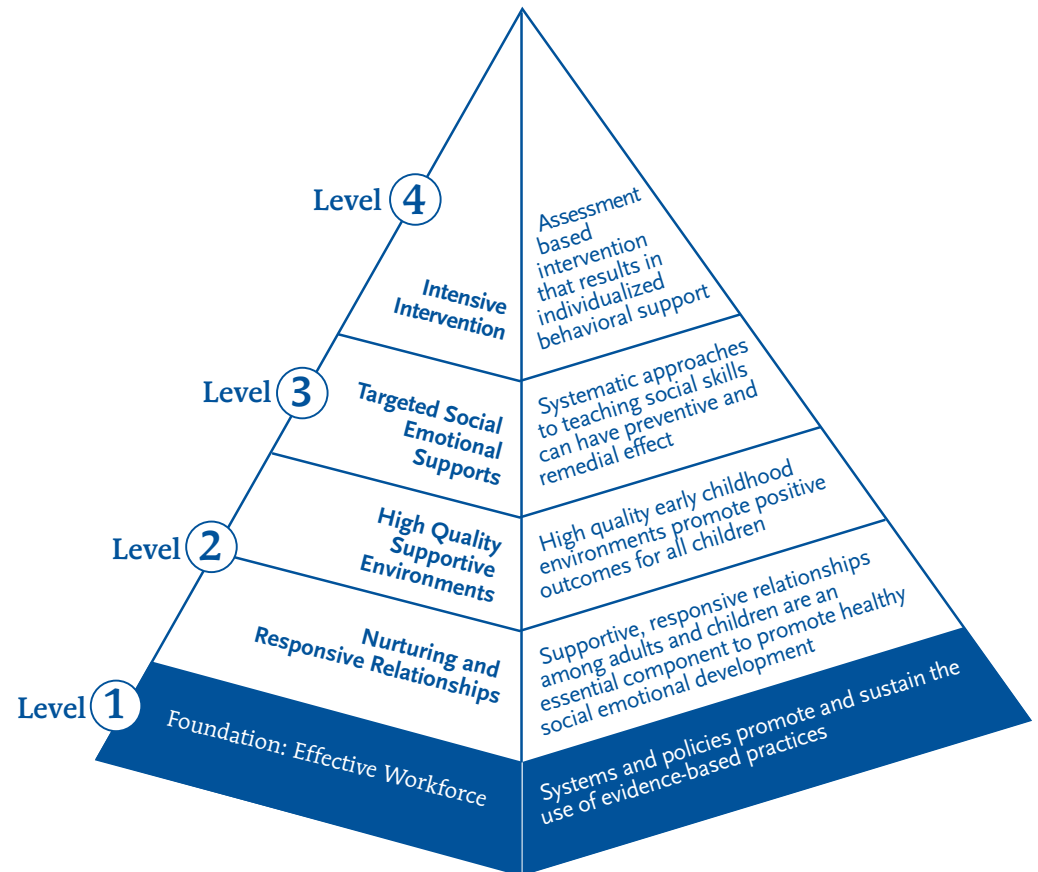 Level 4
Intensive
Intervention
Assessment
based
intervention
that results in
individualized
behavioral support
Level 3
Targeted Social
Emotional
Supports
Systematic approaches
to teaching social skills
can have preventive and
remedial effect
Level 2
High Quality
Supportive
Environments
High quality early childhood
environments promote positive
outcomes for all children
Nurturing and
Responsive Relationships
Supportive, responsive relationships
among adults and children are an
essential component to promote healthy
social emotional development
Level 1
Foundation: Effective Workforce
Systems and policies promote and sustain the
use of evidence-based practices